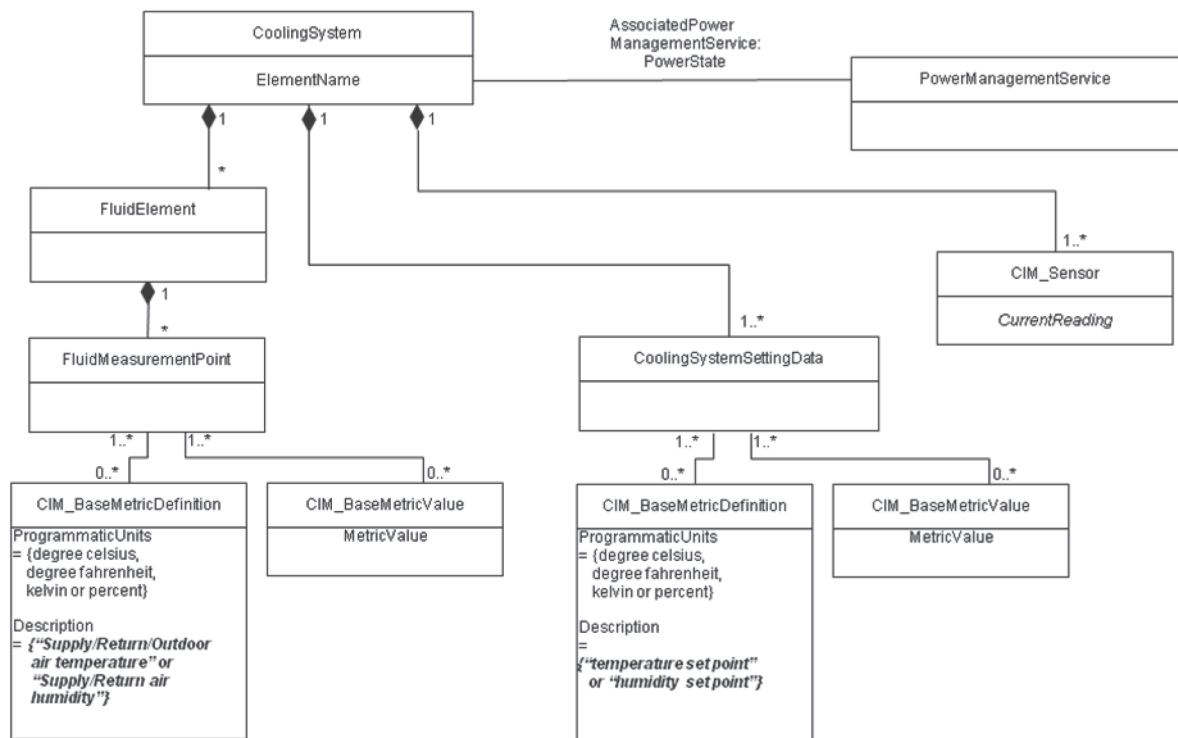 CoolingSystem
ElementName
AssociatedPower
ManagementService:
PowerState
PowerManagementService
1
1
1
*
FluidElement
1..*
CIM_Sensor
CurrentReading
1
*
1..*
FluidMeasurementPoint
CoolingSystemSettingData
1..*
1..*
1..*
1..*
0..*
0..*
0..*
0..*
CIM_BaseMetricDefinition
ProgrammaticUnits
= {degree celsius,
degree fahrenheit,
kelvin or percent}
Description
= {“Supply/Return/Outdoor
air temperature” or
“Supply/Return air
humidity”}
CIM_BaseMetricValue
MetricValue
CIM_BaseMetricDefinition
ProgrammaticUnits
= {degree celsius,
degree fahrenheit,
kelvin or percent}
Description
=
{“temperature set point”
or “humidity set point”}
CIM_BaseMetricValue
MetricValue